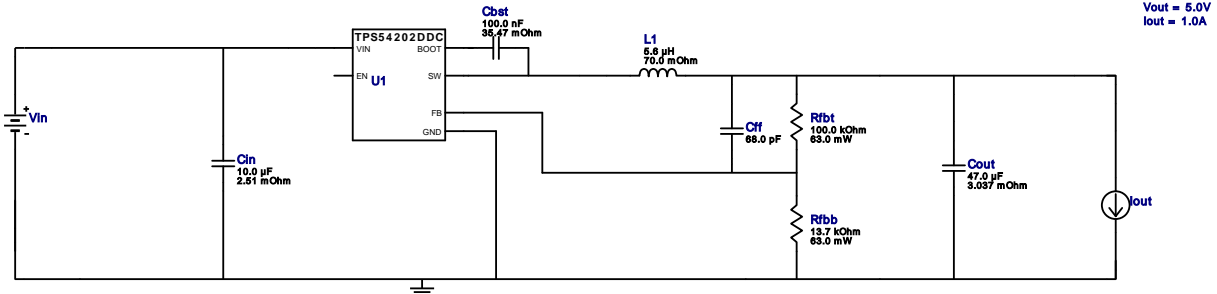 Vout = 5.0V
Iout = 1.0A
Cbst
100.0 nF
35.47 mOhm
TPS54202DDC
VIN
BOOT
EN
SW
U1
FB
GND
L1
5.6 µH
70.0 mOhm
Vin
+
-
Cin
10.0 µF
2.51 mOhm
Cff
68.0 pF
Rfbt
100.0 kOhm
63.0 mW
Rfbb
13.7 kOhm
63.0 mW
Cout
47.0 µF
3.037 mOhm
Iout